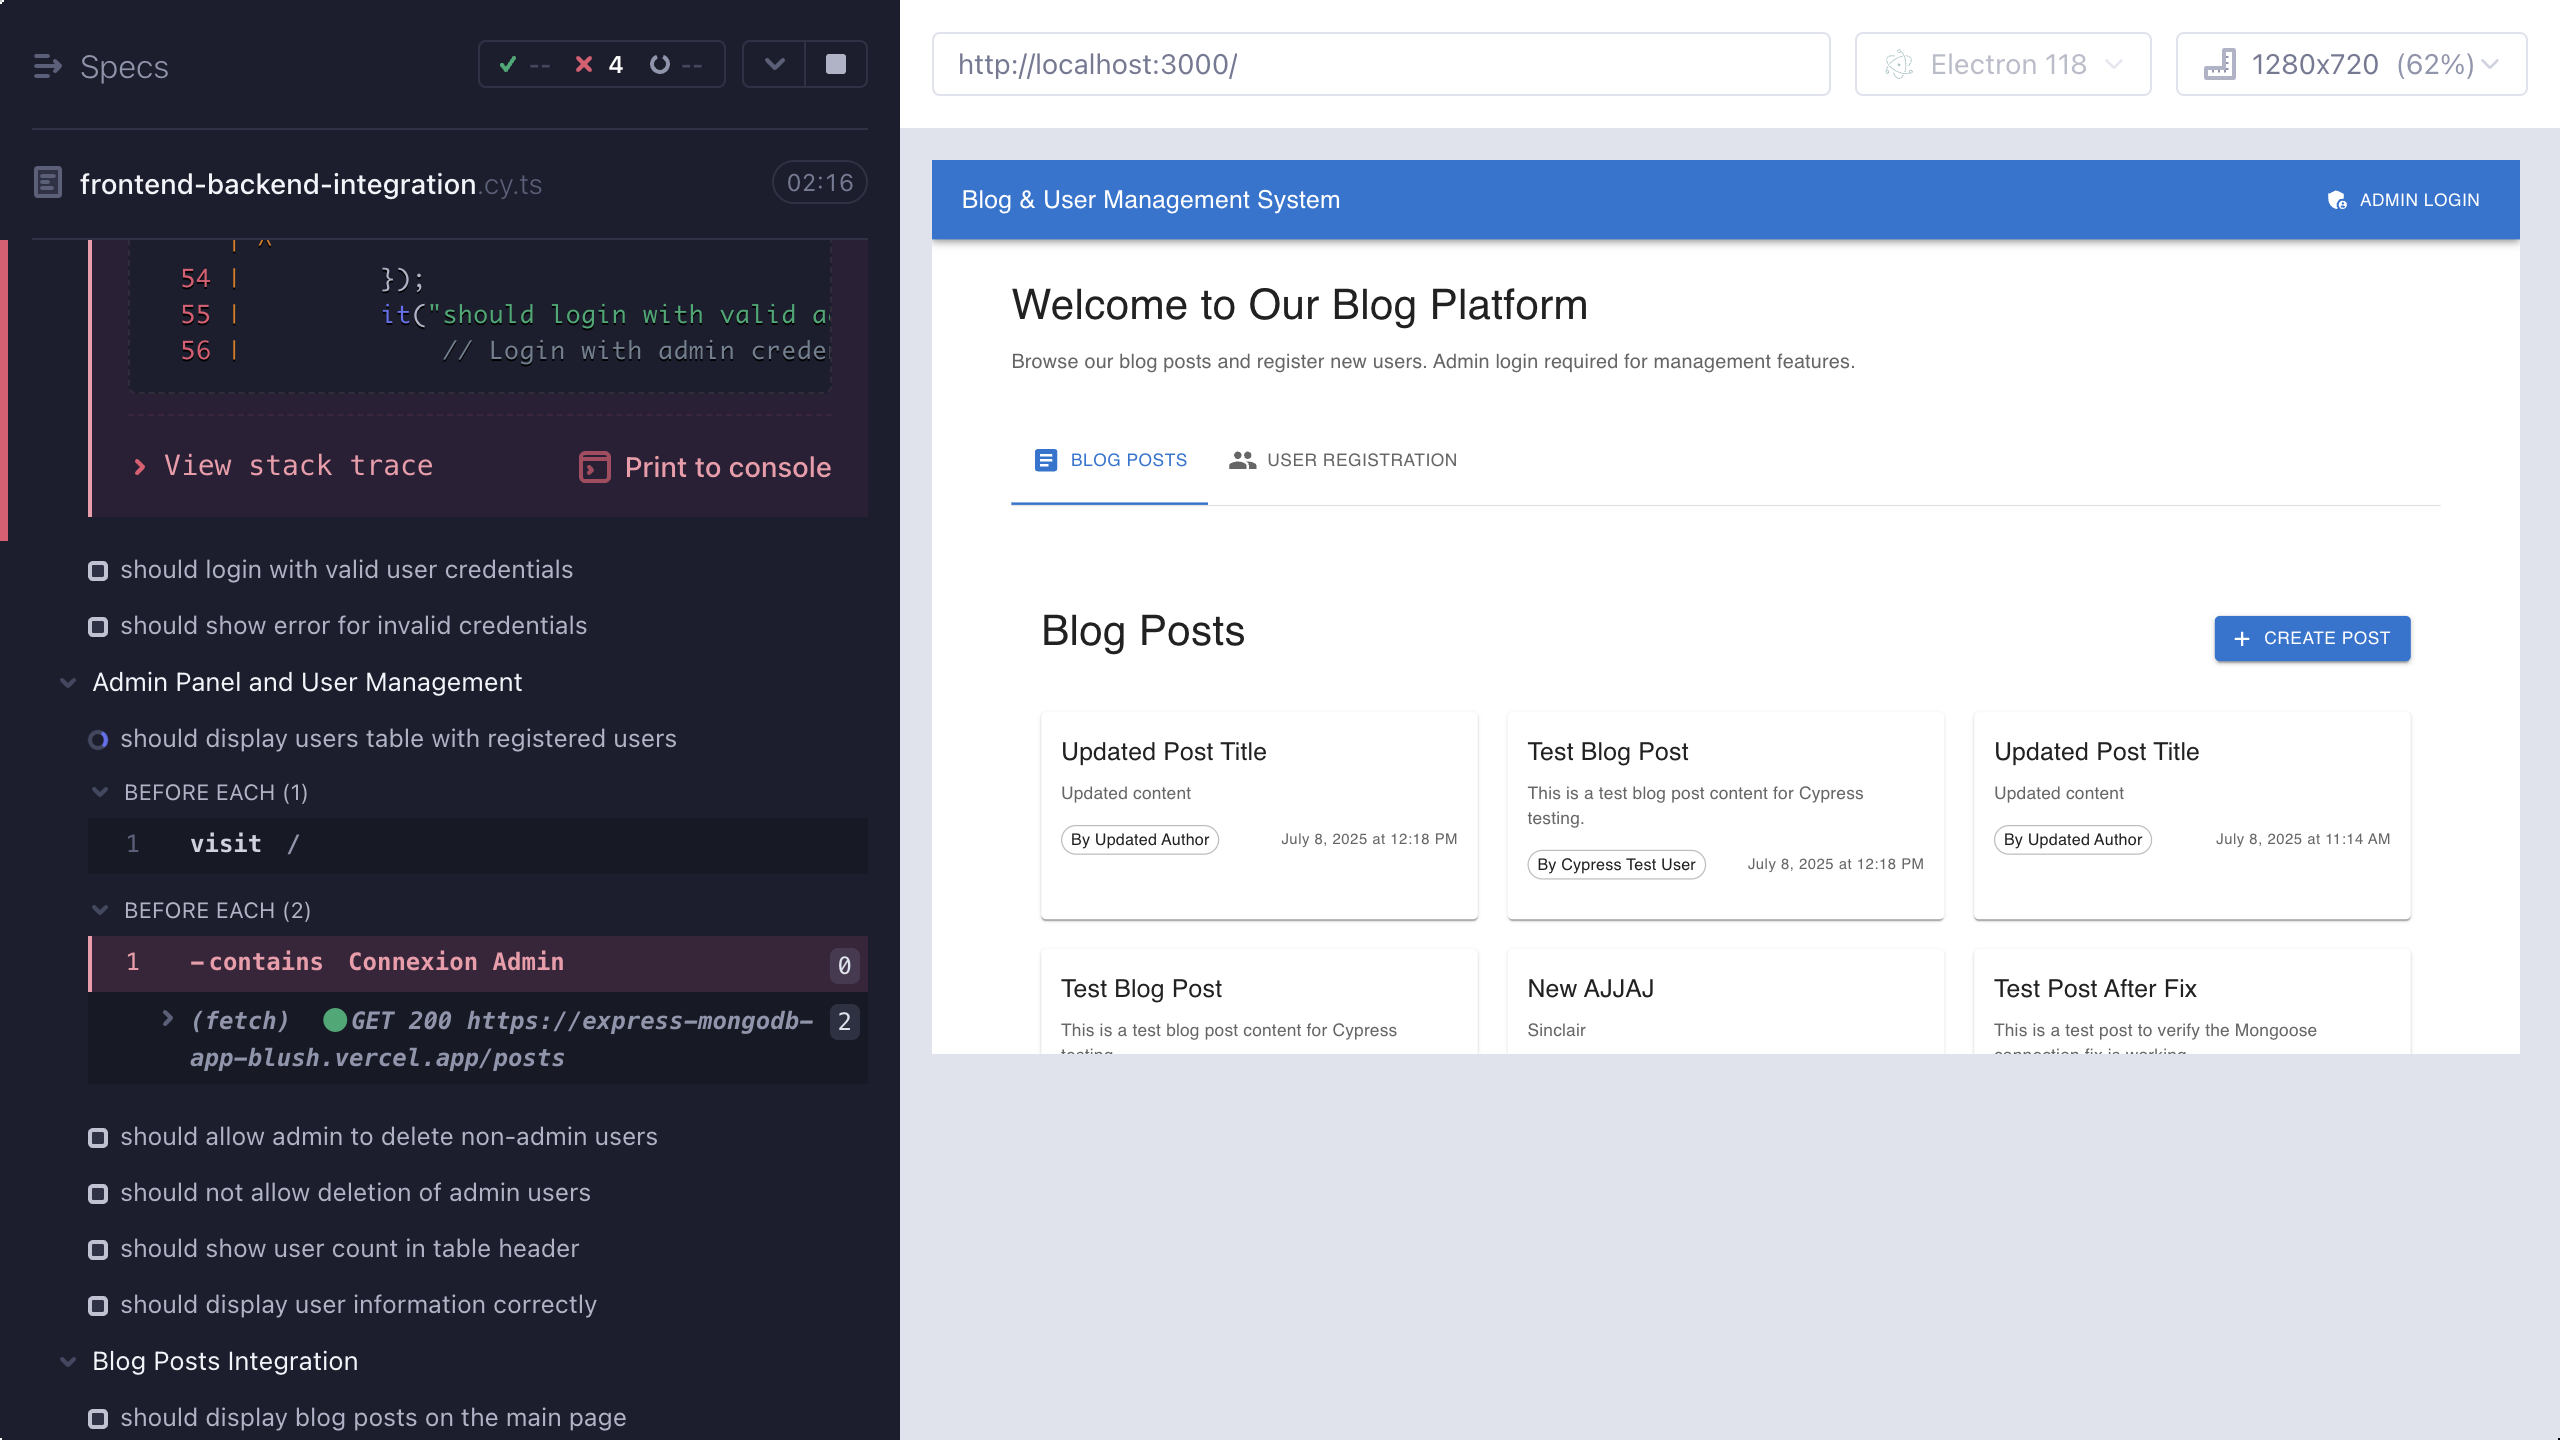 Specs
-- 4 --
frontend-backend-integration.cy.ts
02:16
| ^
54 | });
55 | it("should login with valid
56 | // Login with admin
View stack trace
Print to console
should login with valid user credentials
should show error for invalid credentials
Admin Panel and User Management
should display users table with registered users
BEFORE EACH (1)
1 visit /
BEFORE EACH (2)
1 -contains Connexion Admin 0
(fetch) GET 200 https://express-mongodb- 2
app-blush.vercel.app/posts
should allow admin to delete non-admin users
should not allow deletion of admin users
should show user count in table header
should display user information correctly
Blog Posts Integration
should display blog posts on the main page
http://localhost:3000/
Electron 118
1280x720 (62%)
Blog & User Management System
ADMIN LOGIN
Welcome to Our Blog Platform
Browse our blog posts and register new users. Admin login required for management features.
BLOG POSTS
USER REGISTRATION
Blog Posts
+ CREATE POST
Updated Post Title
Updated content
By Updated Author
July 8, 2025 at 12:18 PM
Test Blog Post
This is a test blog post content for Cypress
testing.
By Cypress Test User
July 8, 2025 at 12:18 PM
Updated Post Title
Updated content
By Updated Author
July 8, 2025 at 11:14 AM
Test Blog Post
This is a test blog post content for Cypress
testing
New AJJAJ
Sinclair
Test Post After Fix
This is a test post to verify the Mongoose
connection fix is working